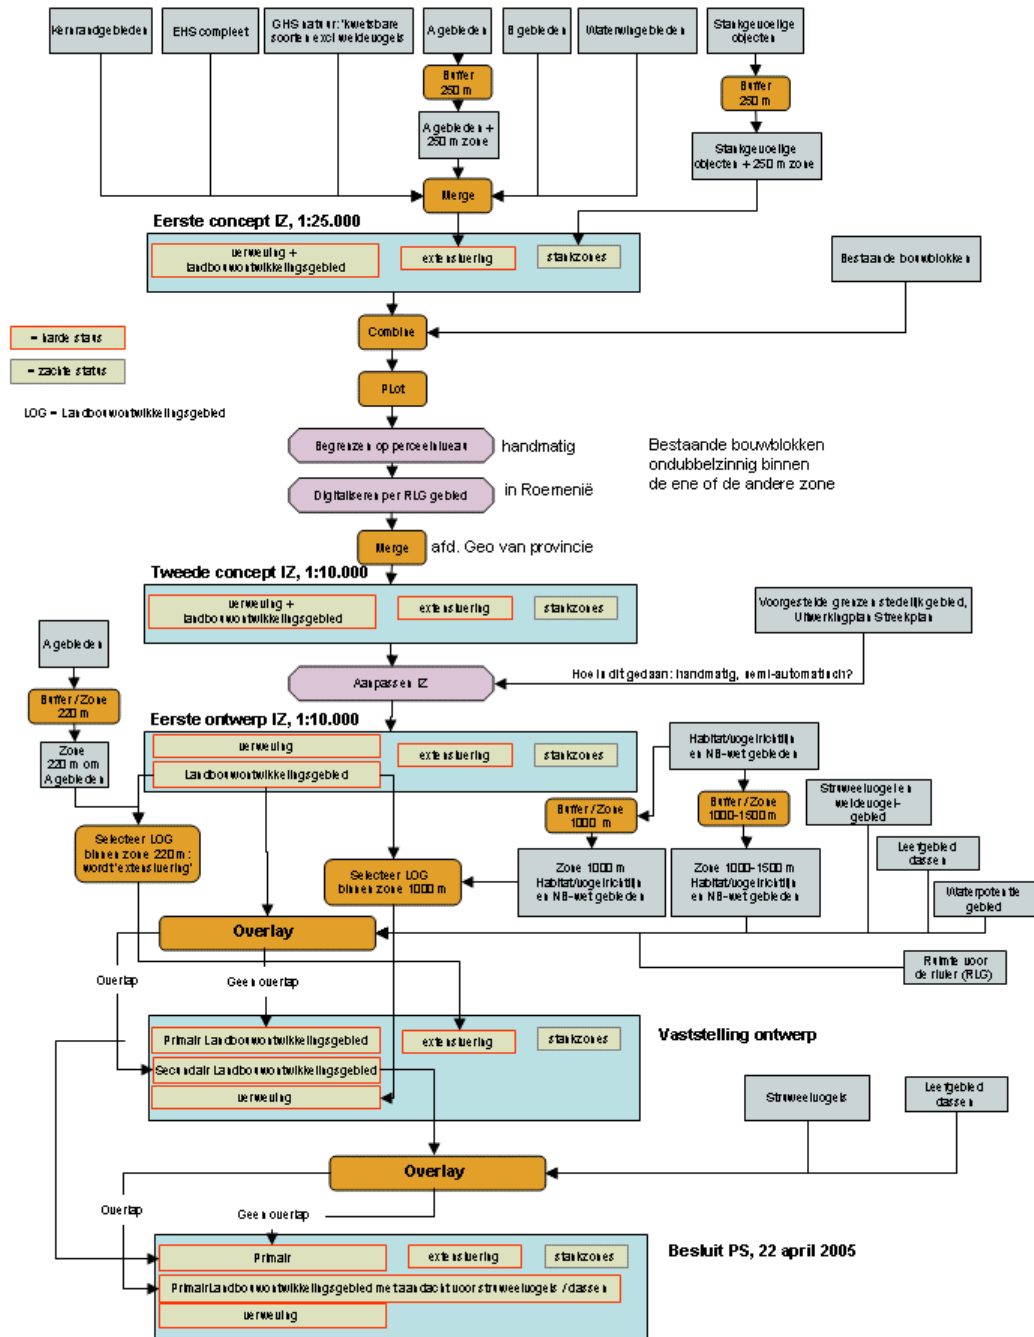 Kernrandgebieden
EHS compleet
GHS natuur: 'kwetsbare
soorten excl weidevogels
A gebieden
B gebieden
Waterwingebieden
Stankgevoelige
objecten
Buffer
250 m
Buffer
250 m
A gebieden +
250 m zone
Stankgevoelige
objecten + 250 m zone
Merge
Eerste concept IZ, 1:25.000
verweving +
landbouwontwikkelingsgebied
extensivering
stankzones
Bestaande bouwblokken
Combine
= harde status
= zachte status
PLot
LOG = Landbouwontwikkelingsgebied
Begrenzen op perceelniveau
handmatig
Bestaande bouwblokken
ondubbelzinnig binnen
de ene of de andere zone
Digitaliseren per RLG gebied
in Roemenië
Merge
afd. Geo van provincie
Tweede concept IZ, 1:10.000
verweving +
landbouwontwikkelingsgebied
extensivering
stankzones
Voorgestelde grenzen stedelijk gebied,
Uitwerkingplan Streekplan
A gebieden
Aanpassen IZ
Hoe is dit gedaan: handmatig, semi-automatisch?
Buffer / Zone
220 m
Eerste ontwerp IZ, 1:10.000
Zone
220 m om
A gebieden
verweving
Landbouwontwikkelingsgebied
extensivering
stankzones
Habitat/vogelrichtlijn
en NB-wet gebieden
Struweelvogel en
weidevogel-
gebied
Buffer / Zone
1000 m
Buffer / Zone
1000-1500 m
Selecteer LOG
binnen zone 220 m:
wordt 'extensivering'
Selecteer LOG
binnen zone 1000 m
Zone 1000 m
Habitat/vogelrichtlijn
en NB-wet gebieden
Zone 1000-1500 m
Habitat/vogelrichtlijn
en NB-wet gebieden
Leefgebied
dassen
Waterpotentie
gebied
Overlay
Ruimte voor
de rivier (RLG)
Overlap
Geen overlap
Vaststelling ontwerp
Primair Landbouwontwikkelingsgebied
extensivering
stankzones
Secundair Landbouwontwikkelingsgebied
verweving
Struweelvogels
Leefgebied
dassen
Overlay
Overlap
Geen overlap
Besluit PS, 22 april 2005
Primair
extensivering
stankzones
Primair Landbouwontwikkelingsgebied met aandacht voor struweelvogels / dassen
verweving